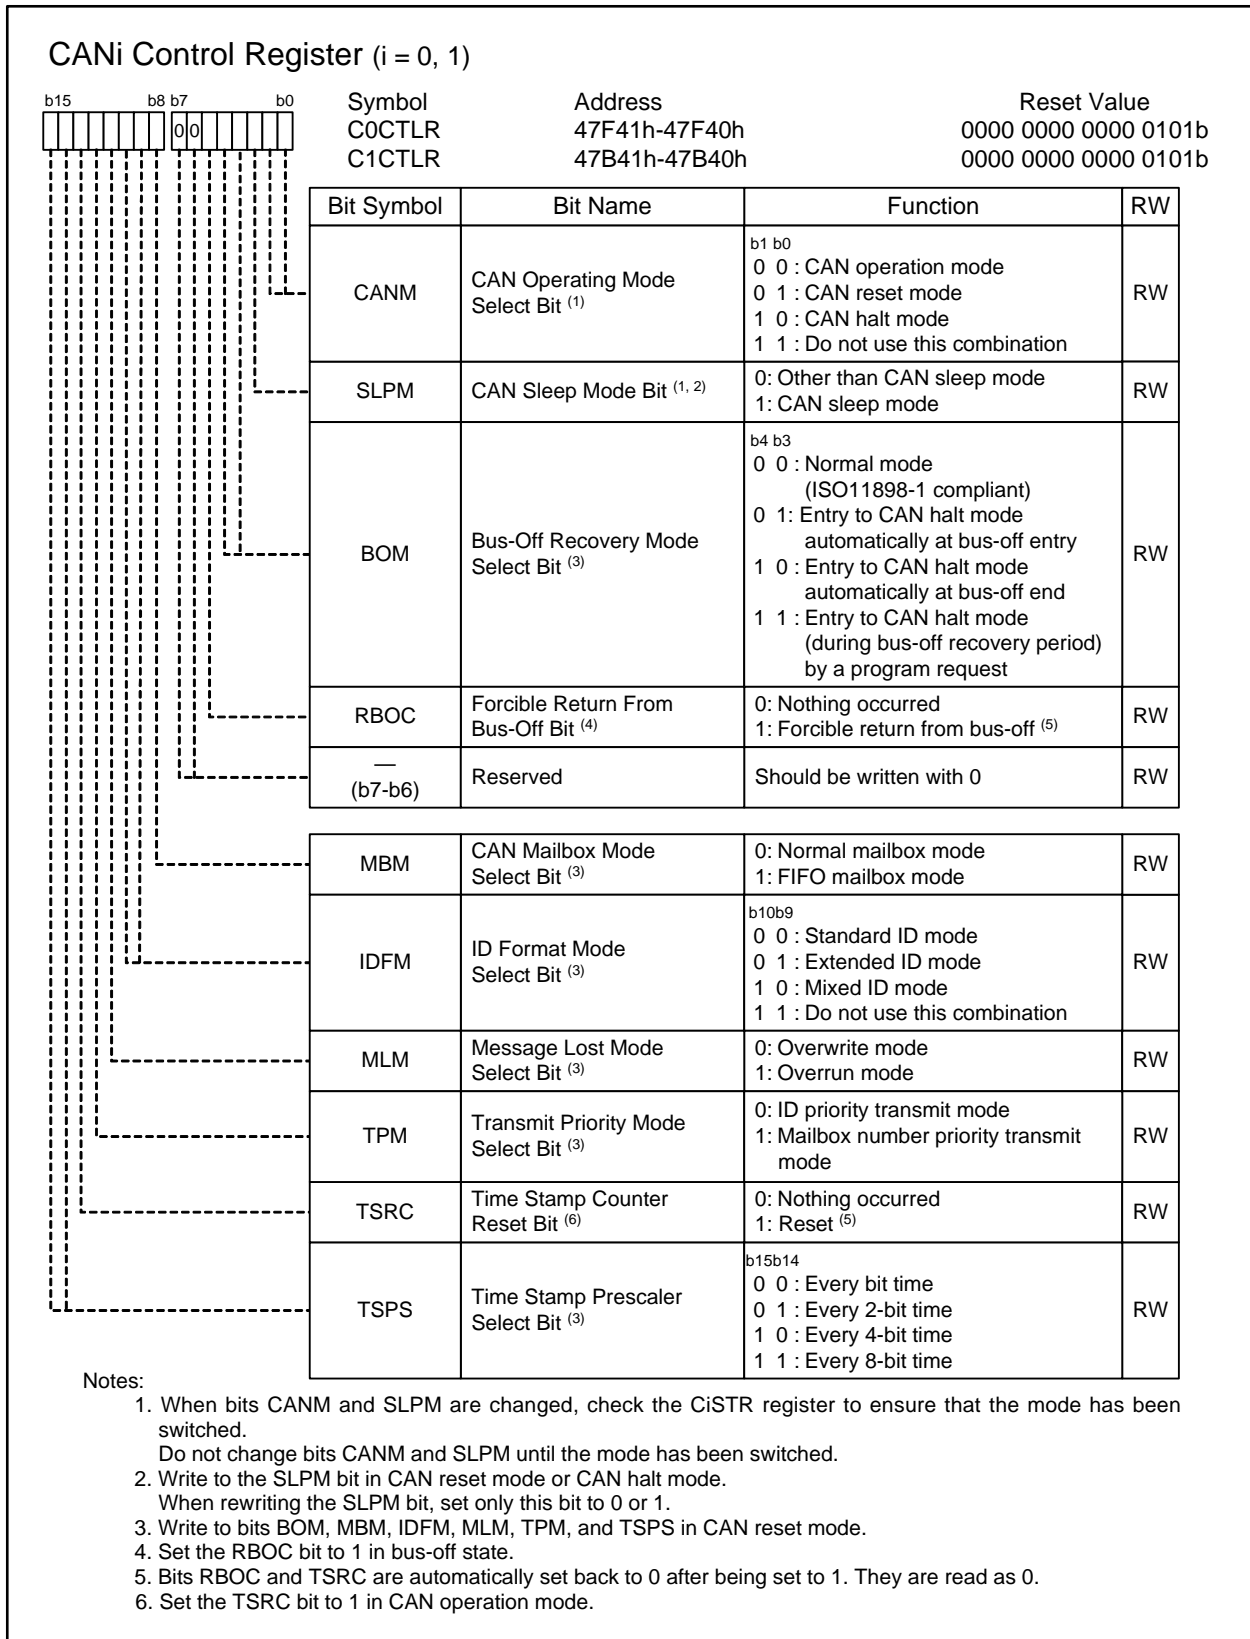 CANi Control Register (i = 0, 1)
b15 b8 b7 b0
0 0
Symbol Address Reset Value
C0CTLR 47F41h-47F40h 0000 0000 0000 0101b
C1CTLR 47B41h-47B40h 0000 0000 0000 0101b
Bit Symbol Bit Name Function RW
CANM
CAN Operating Mode
Select Bit (1)
b1 b0
0 0 : CAN operation mode
0 1 : CAN reset mode
1 0 : CAN halt mode
1 1 : Do not use this combination
RW
SLPM
CAN Sleep Mode Bit (1, 2)
0: Other than CAN sleep mode
1: CAN sleep mode
RW
BOM
Bus-Off Recovery Mode
Select Bit (3)
b4 b3
0 0 : Normal mode
(ISO11898-1 compliant)
0 1: Entry to CAN halt mode
automatically at bus-off entry
1 0 : Entry to CAN halt mode
automatically at bus-off end
1 1 : Entry to CAN halt mode
(during bus-off recovery period)
by a program request
RW
RBOC
Forcible Return From
Bus-Off Bit (4)
0: Nothing occurred
1: Forcible return from bus-off (5)
RW
—
(b7-b6)
Reserved
Should be written with 0
RW
MBM
CAN Mailbox Mode
Select Bit (3)
0: Normal mailbox mode
1: FIFO mailbox mode
RW
IDFM
ID Format Mode
Select Bit (3)
b10b9
0 0 : Standard ID mode
0 1 : Extended ID mode
1 0 : Mixed ID mode
1 1 : Do not use this combination
RW
MLM
Message Lost Mode
Select Bit (3)
0: Overwrite mode
1: Overrun mode
RW
TPM
Transmit Priority Mode
Select Bit (3)
0: ID priority transmit mode
1: Mailbox number priority transmit
mode
RW
TSRC
Time Stamp Counter
Reset Bit (6)
0: Nothing occurred
1: Reset (5)
RW
TSPS
Time Stamp Prescaler
Select Bit (3)
b15b14
0 0 : Every bit time
0 1 : Every 2-bit time
1 0 : Every 4-bit time
1 1 : Every 8-bit time
RW
Notes:
1. When bits CANM and SLPM are changed, check the CiSTR register to ensure that the mode has been
switched.
Do not change bits CANM and SLPM until the mode has been switched.
2. Write to the SLPM bit in CAN reset mode or CAN halt mode.
When rewriting the SLPM bit, set only this bit to 0 or 1.
3. Write to bits BOM, MBM, IDFM, MLM, TPM, and TSPS in CAN reset mode.
4. Set the RBOC bit to 1 in bus-off state.
5. Bits RBOC and TSRC are automatically set back to 0 after being set to 1. They are read as 0.
6. Set the TSRC bit to 1 in CAN operation mode.